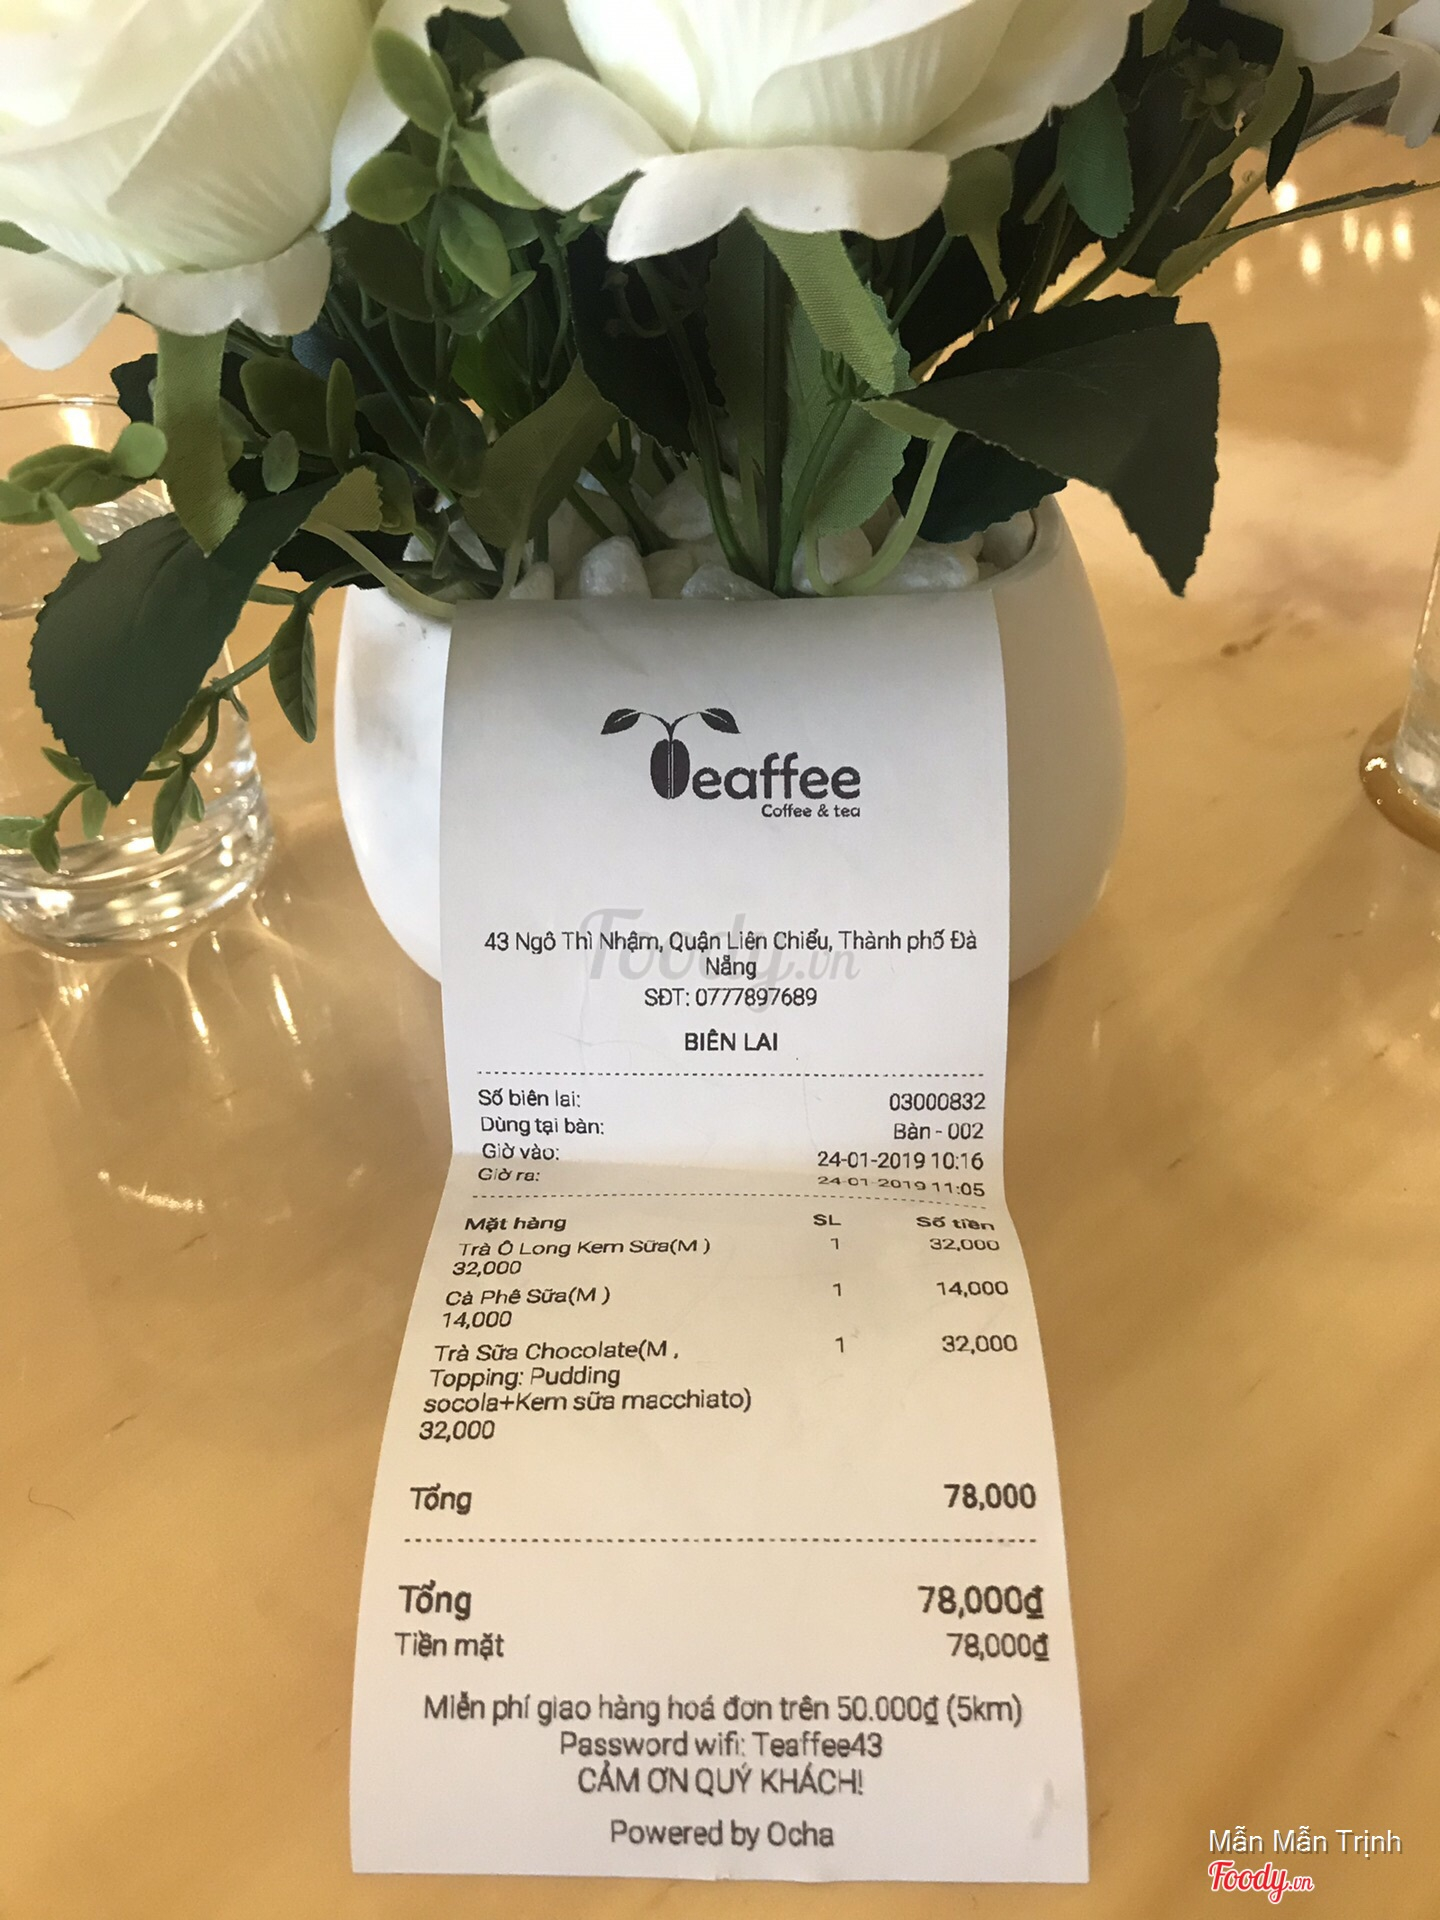 Teaffee
Coffee & tea
43 Ngô Thì Nhậm, Quận Liên Chiểu, Thành phố Đà
Nẵng
SĐT: 0777897689
Foody.vn
BIÊN LAI
Số biên lai: 03000832
Dùng tại bàn: Bàn - 002
Giờ vào: 24-01-2019 10:16
Giờ ra: 24-01-2019 11:05
Mặt hàng SL Số tiền
Trà Ô Long Kem Sữa(M ) 1 32,000
32,000
Cà Phê Sữa(M ) 1 14,000
14,000
Trà Sữa Chocolate(M , 1 32,000
Topping: Pudding
socola+Kem sữa macchiato)
32,000
Tổng 78,000
Tổng 78,000₫
Tiền mặt 78,000₫
Miễn phí giao hàng hoá đơn trên 50.000₫ (5km)
Password wifi: Teaffee43
CẢM ƠN QUÝ KHÁCH!
Powered by Ocha
Mẫn Mẫn Trịnh
Foody.vn